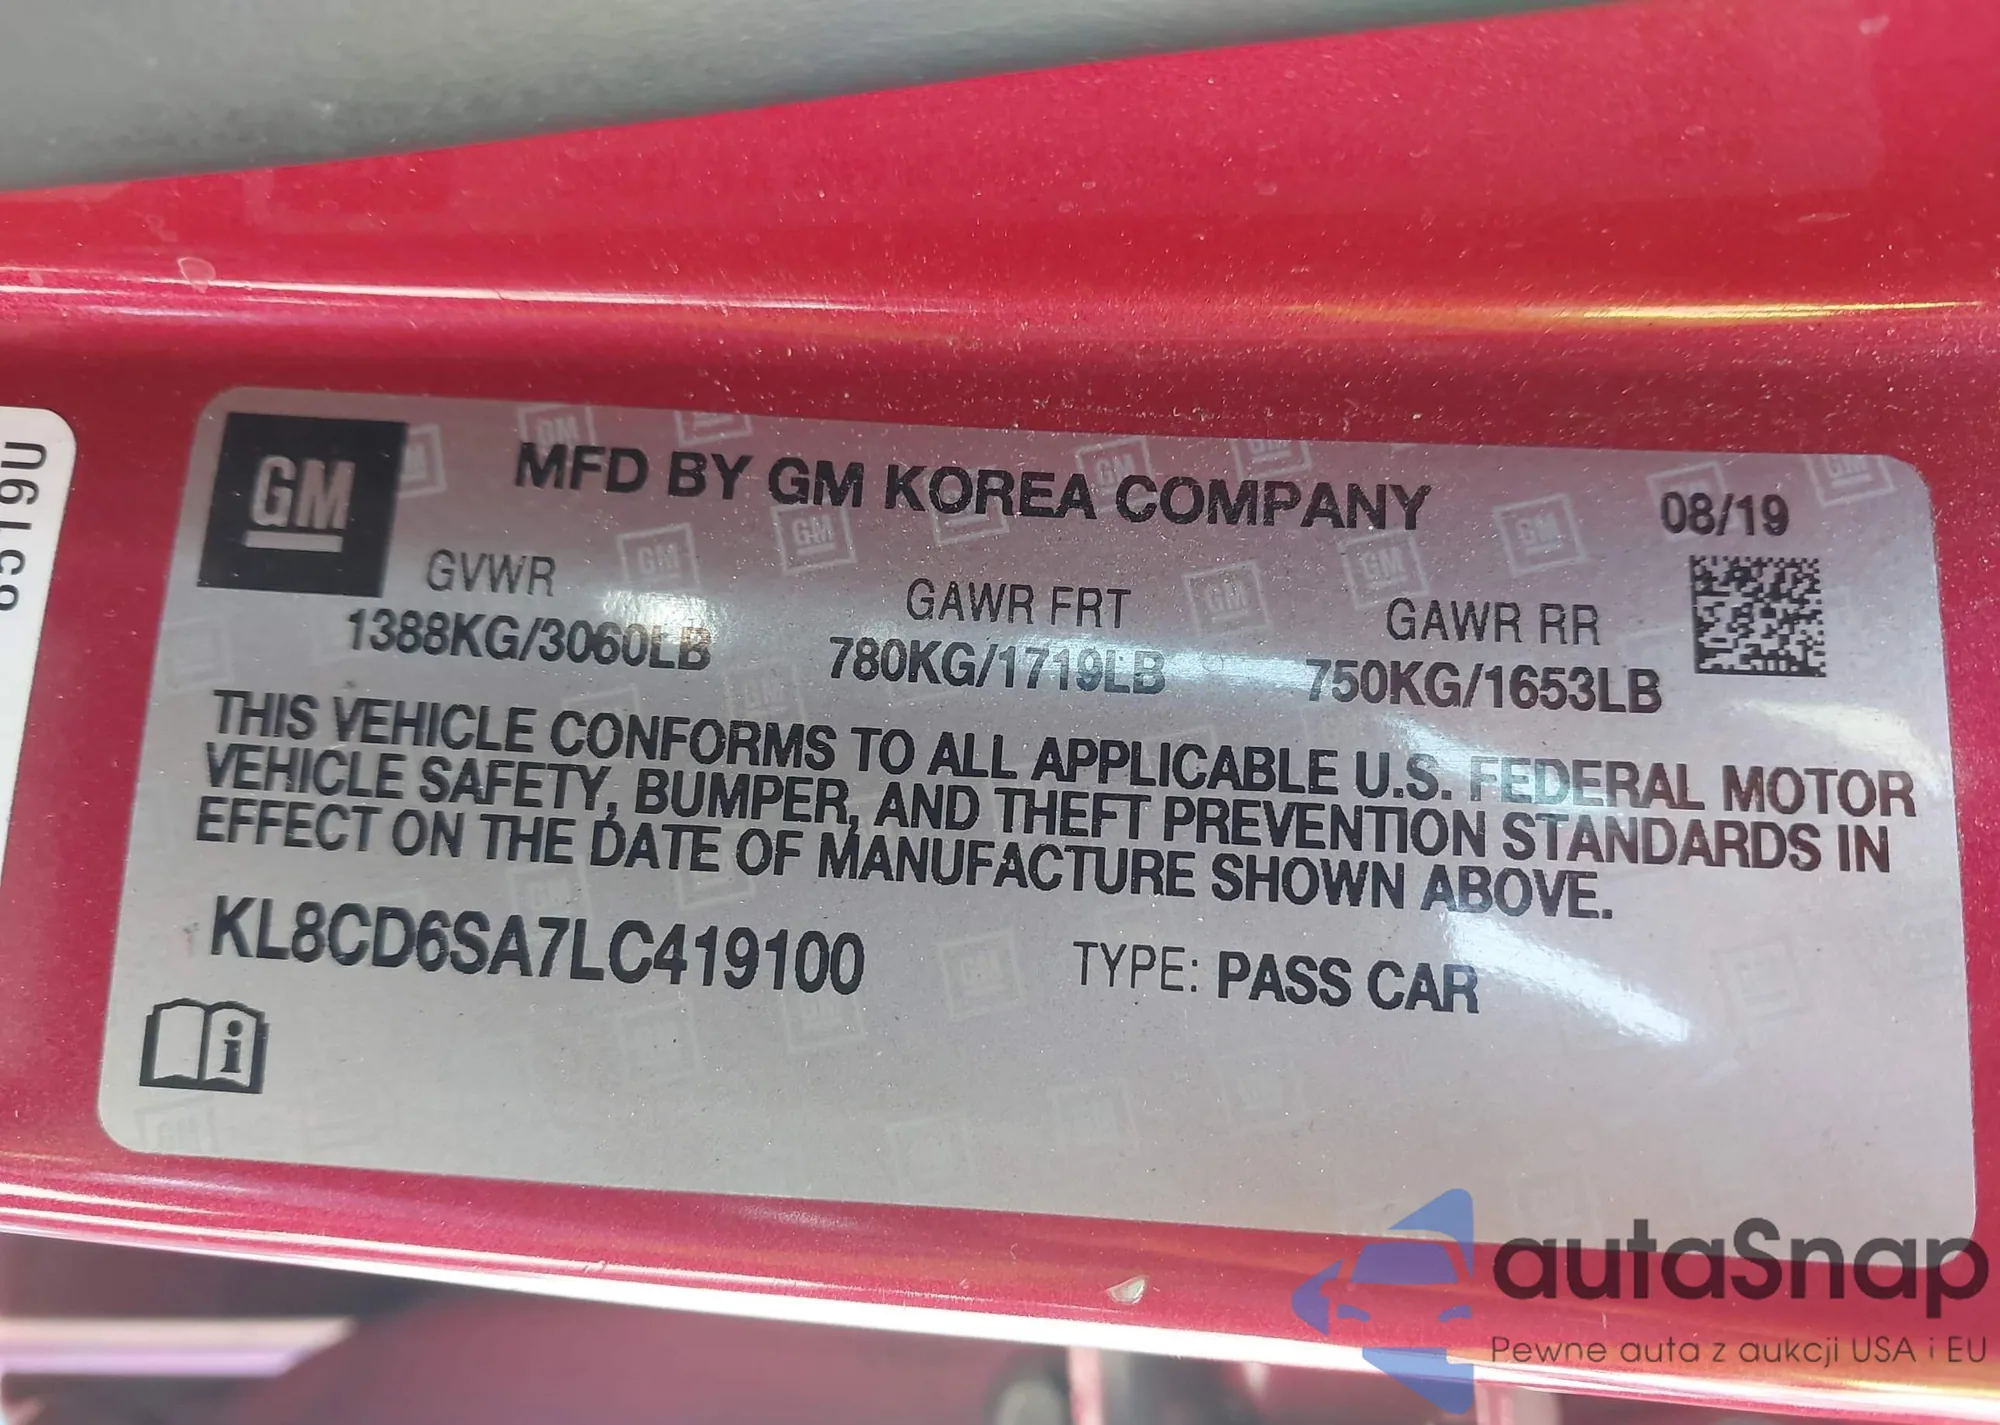 GM
MFD BY GM KOREA COMPANY
08/19
GVWR
GAWR FRT
GAWR RR
1388KG/3060LB
780KG/1719LB
750KG/1653LB
THIS VEHICLE CONFORMS TO ALL APPLICABLE U.S. FEDERAL MOTOR
VEHICLE SAFETY, BUMPER, AND THEFT PREVENTION STANDARDS IN
EFFECT ON THE DATE OF MANUFACTURE SHOWN ABOVE.
KL8CD6SA7LC419100
TYPE: PASS CAR
i
autaSnap
Pewne auta z aukcji USA i EU